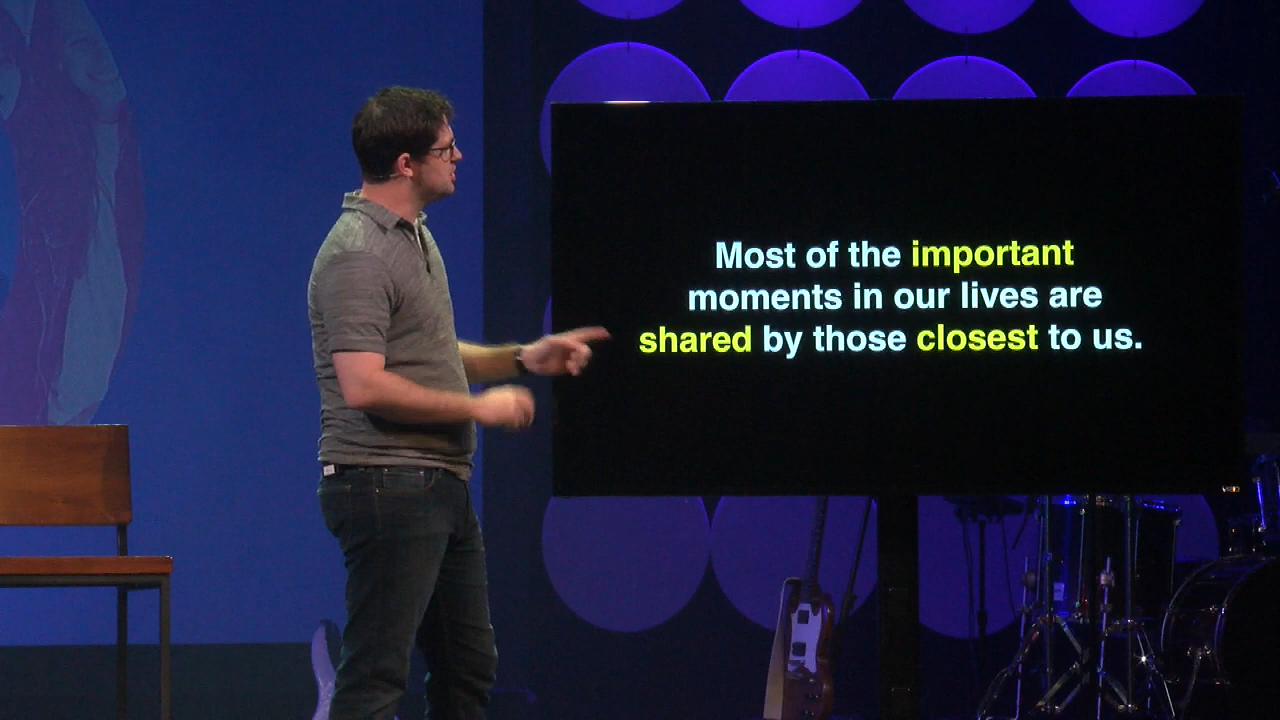 Most of the important
moments in our lives are
shared by those closest to us.